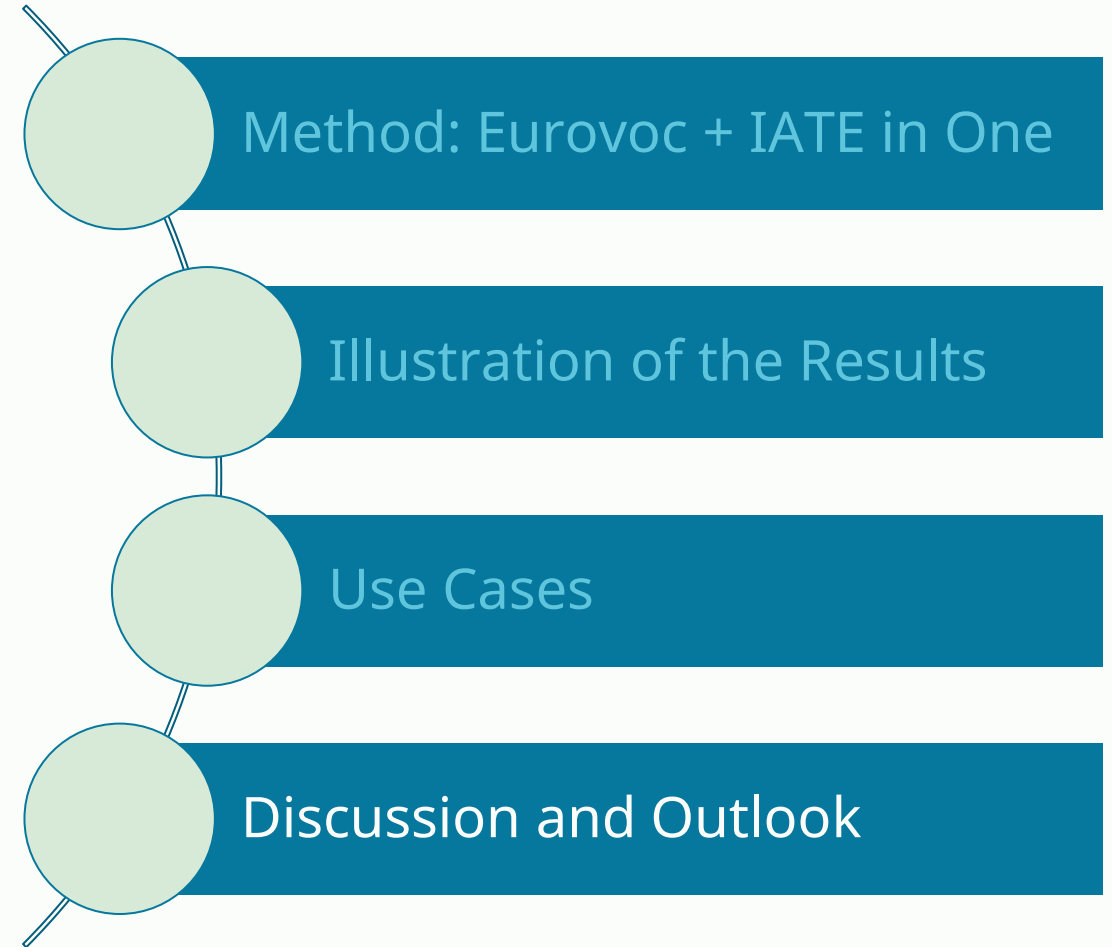 Method: Eurovoc + IATE in One
Illustration of the Results
Use Cases
Discussion and Outlook